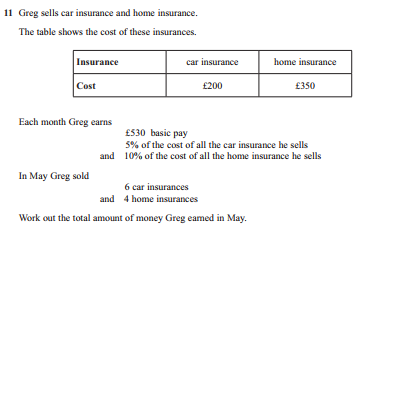 11 Greg sells car insurance and home insurance.
The table shows the cost of these insurances.
Insurance car insurance home insurance
Cost £200 £350
Each month Greg earns
£530 basic pay
5% of the cost of all the car insurance he sells
and 10% of the cost of all the home insurance he sells
In May Greg sold
6 car insurances
and 4 home insurances
Work out the total amount of money Greg earned in May.